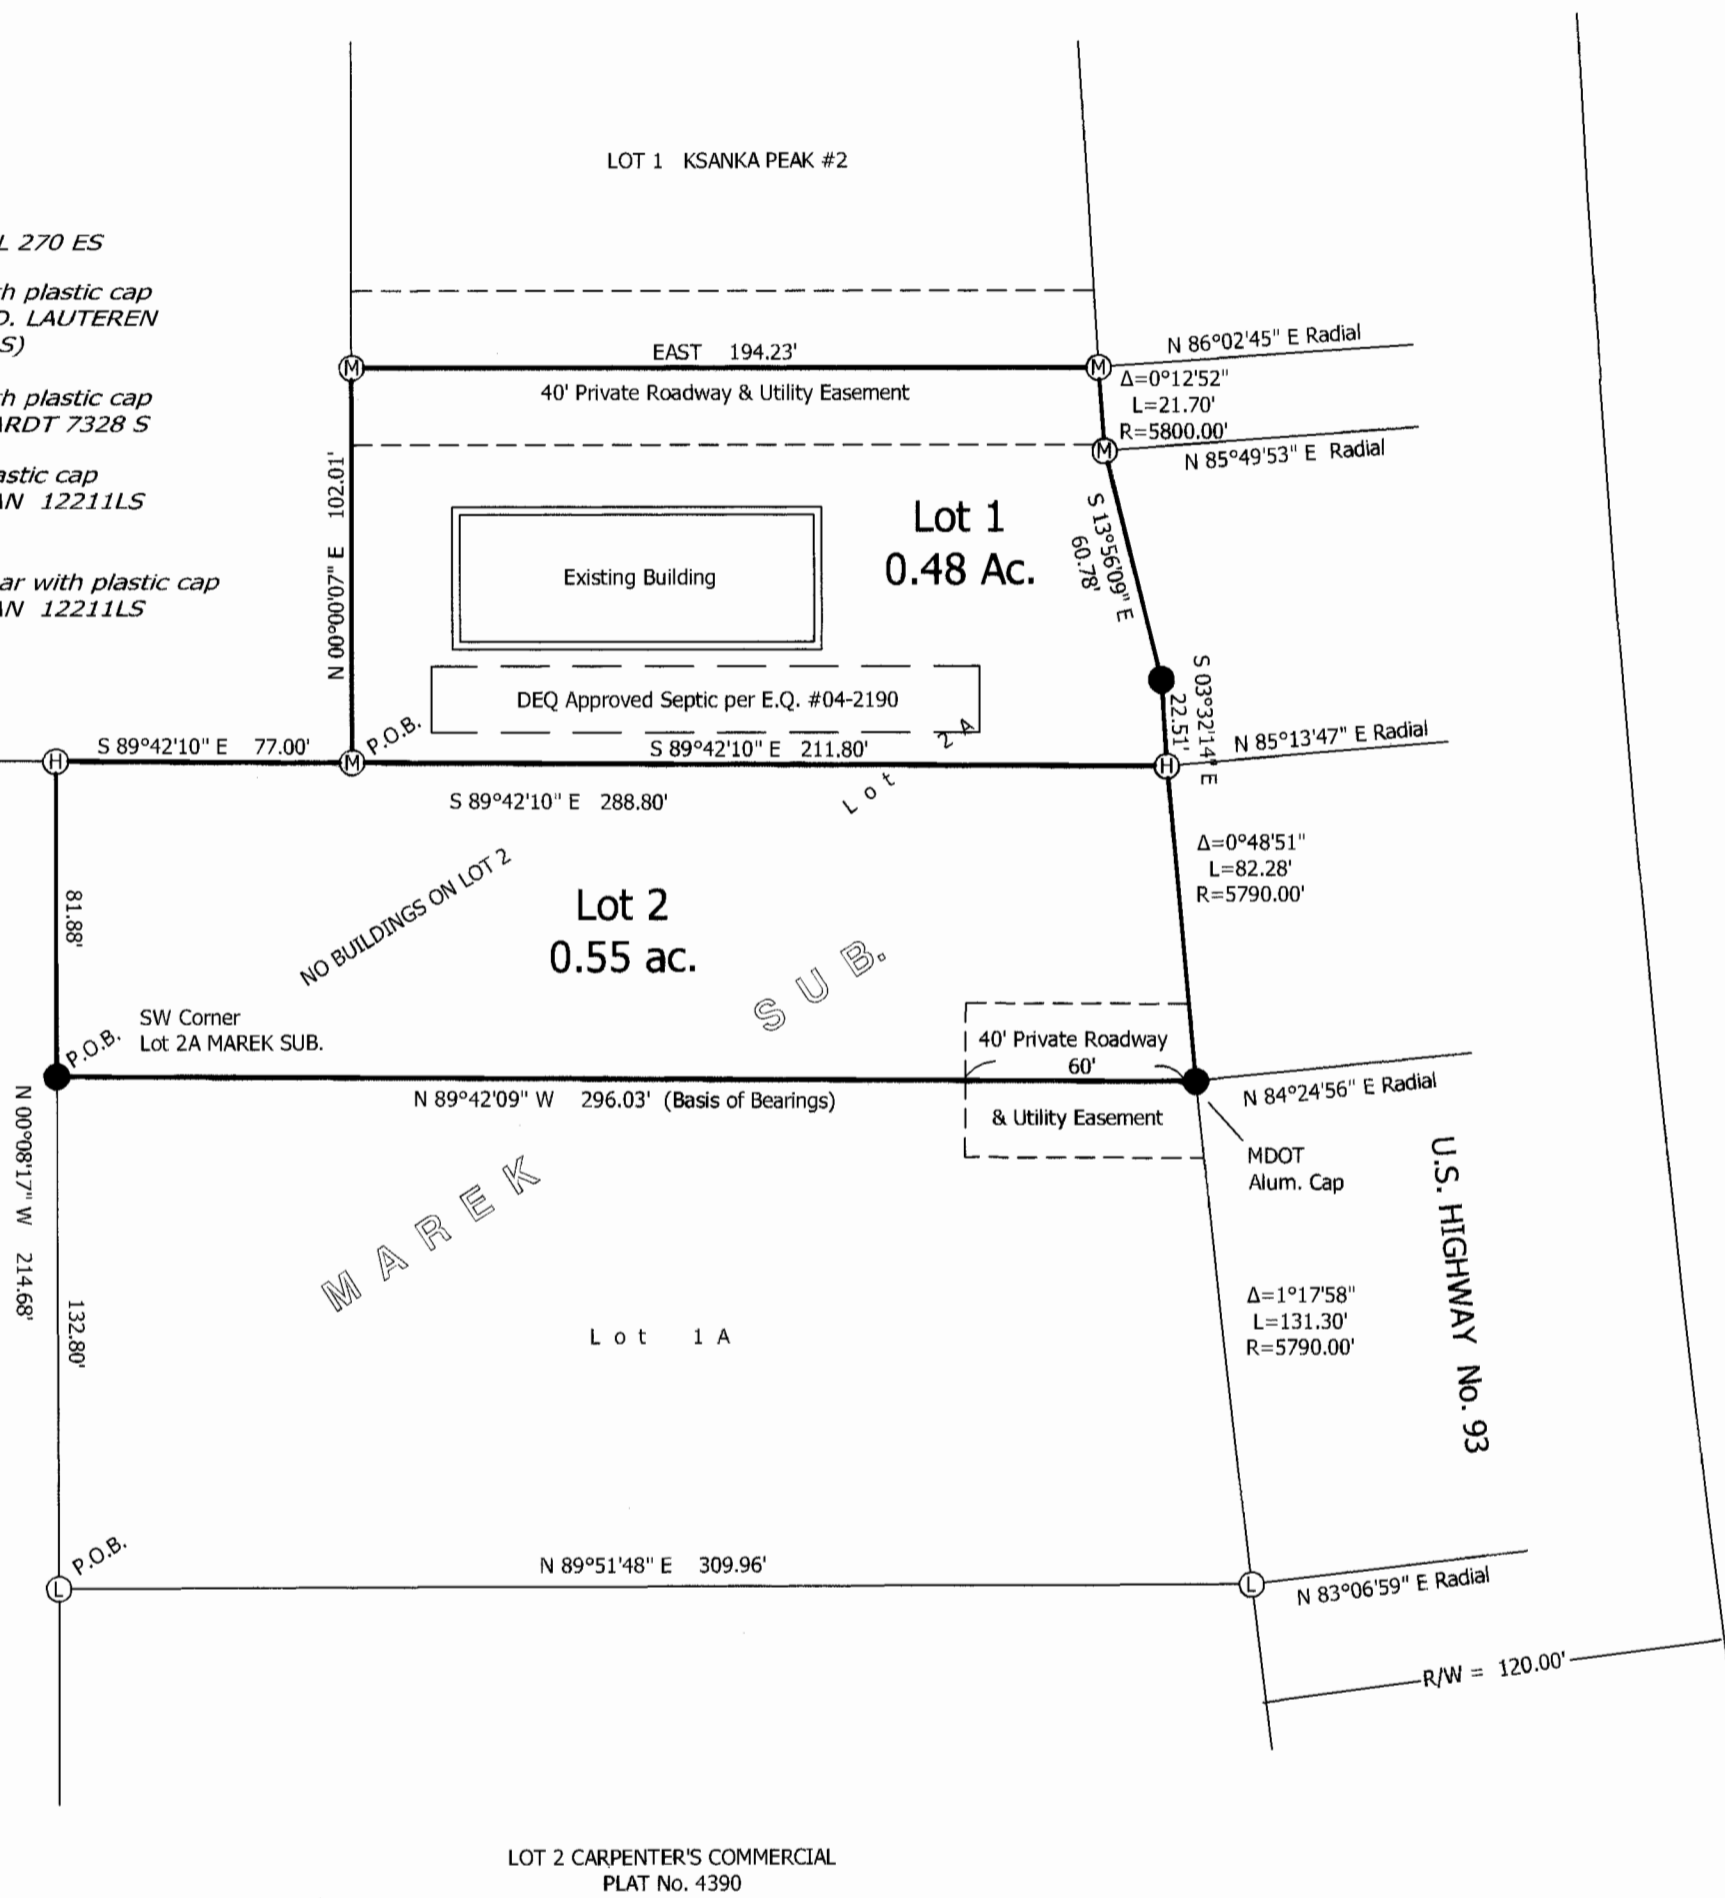 LOT 1 KSANKA PEAK #2
L 270 ES
h plastic cap
D. LAUTEREN
S)
h plastic cap
ARDT 7328 S
astic cap
AN 12211LS
ar with plastic cap
AN 12211LS
EAST 194.23'
40' Private Roadway & Utility Easement
N 86°02'45" E Radial
Δ=0°12'52"
L=21.70'
R=5800.00'
N 85°49'53" E Radial
M
M
M
N 00°00'07" E 102.01'
Lot 1
0.48 Ac.
Existing Building
S 13°56'09" E
60.78'
DEQ Approved Septic per E.Q. #04-2190
S 03°32'14" E
22.51'
P.O.B.
H
S 89°42'10" E 77.00'
M
S 89°42'10" E 211.80'
H
N 85°13'47" E Radial
S 89°42'10" E 288.80'
Lot 2A
Δ=0°48'51"
L=82.28'
R=5790.00'
NO BUILDINGS ON LOT 2
Lot 2
0.55 ac.
81.88'
SW Corner
Lot 2A MAREK SUB.
P.O.B.
40' Private Roadway
60'
& Utility Easement
N 89°42'09" W 296.03' (Basis of Bearings)
N 84°24'56" E Radial
MDOT
Alum. Cap
MAREK SUB.
N 00°08'17" W 214.68'
132.80'
Lot 1A
Δ=1°17'58"
L=131.30'
R=5790.00'
U.S. HIGHWAY No. 93
P.O.B.
L
N 89°51'48" E 309.96'
L
N 83°06'59" E Radial
R/W = 120.00'
LOT 2 CARPENTER'S COMMERCIAL
PLAT No. 4390